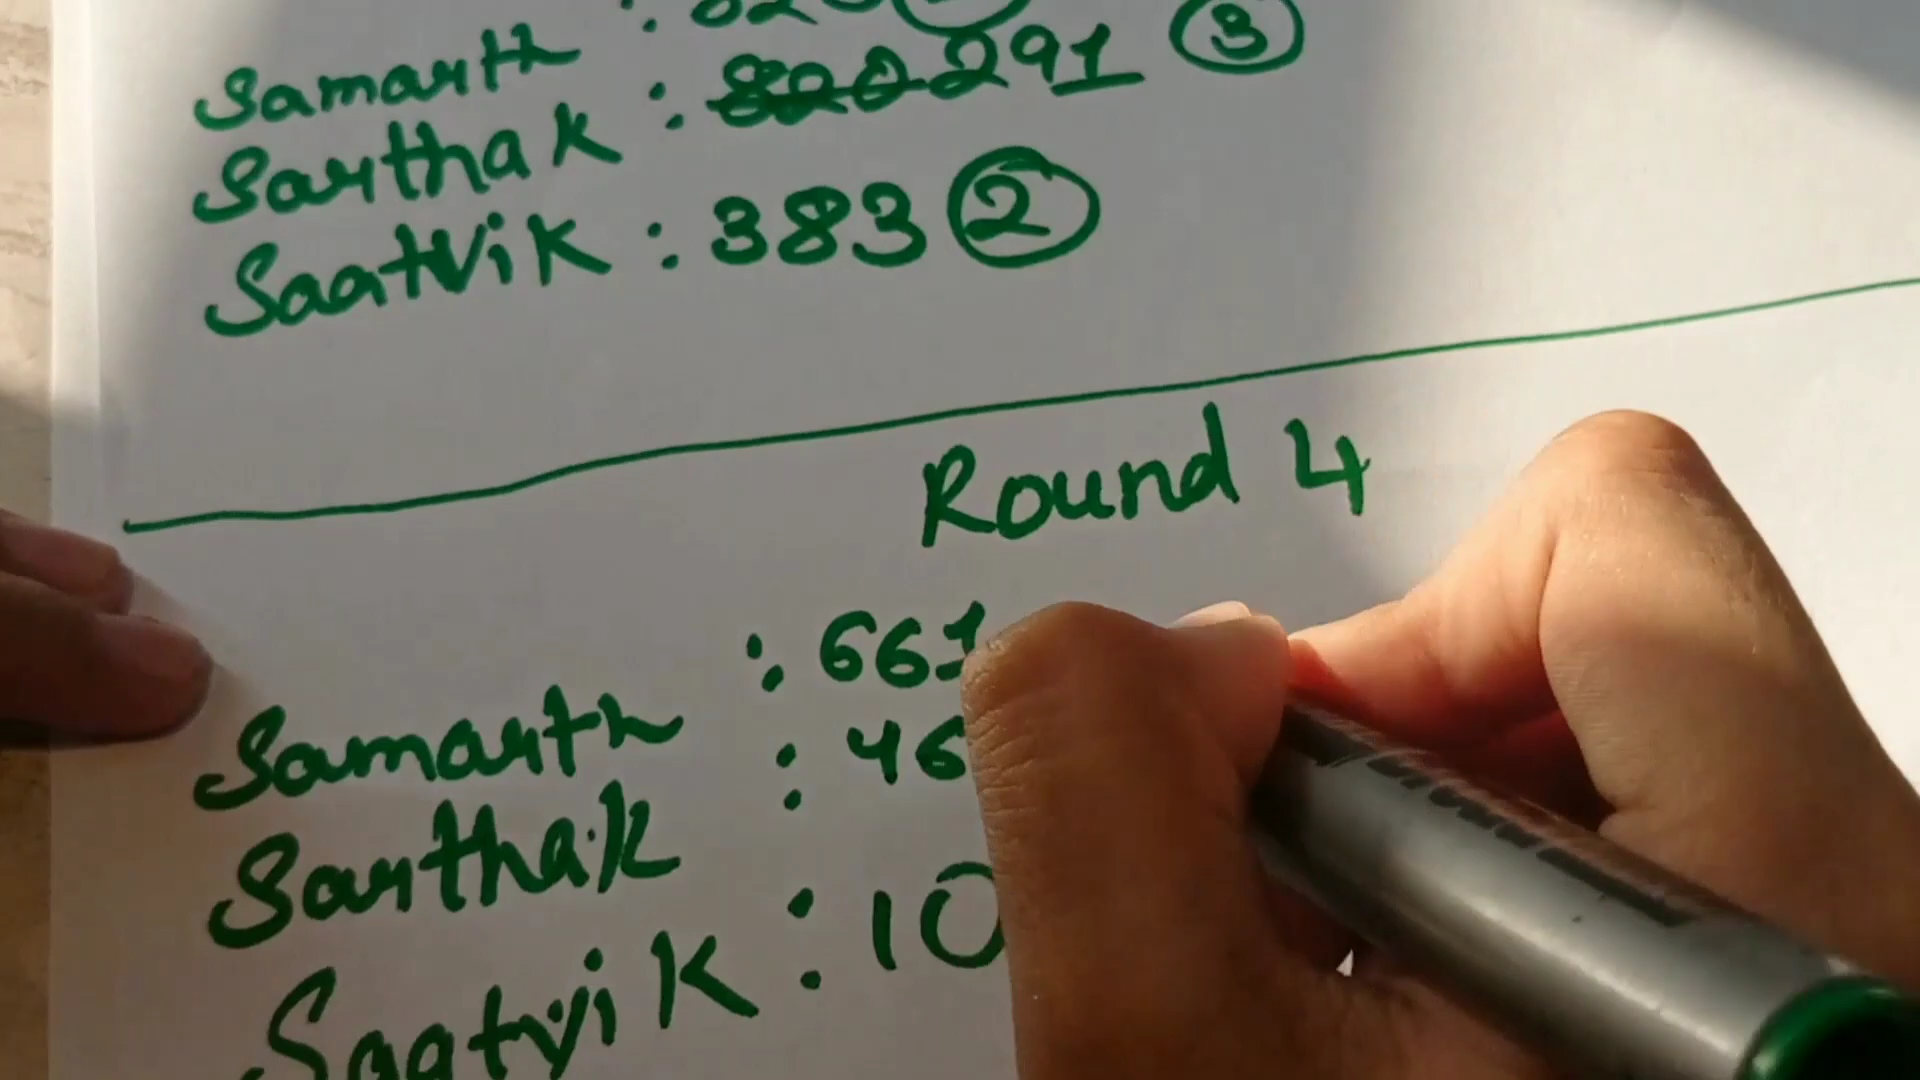 Samarth :
Sarthak : 291 3
Saatvik : 383 2
Round 4
Samarth : 661
Sarthak : 46
Saatvik : 10